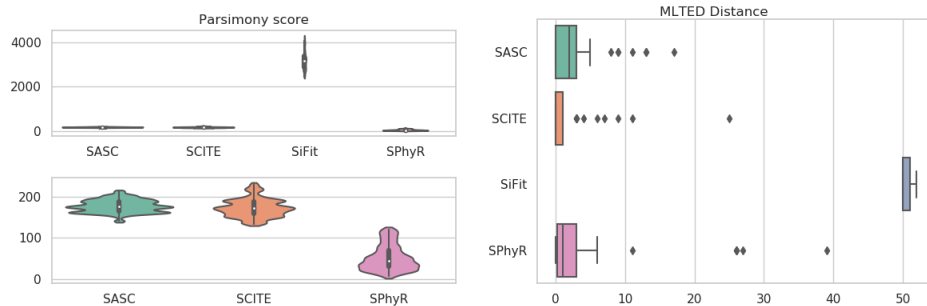 Parsimony score
4000
2000
0
SASC SCITE SiFit SPhyR
200
100
0
SASC SCITE SPhyR
MLTED Distance
SASC
SCITE
SiFit
SPhyR
0 10 20 30 40 50